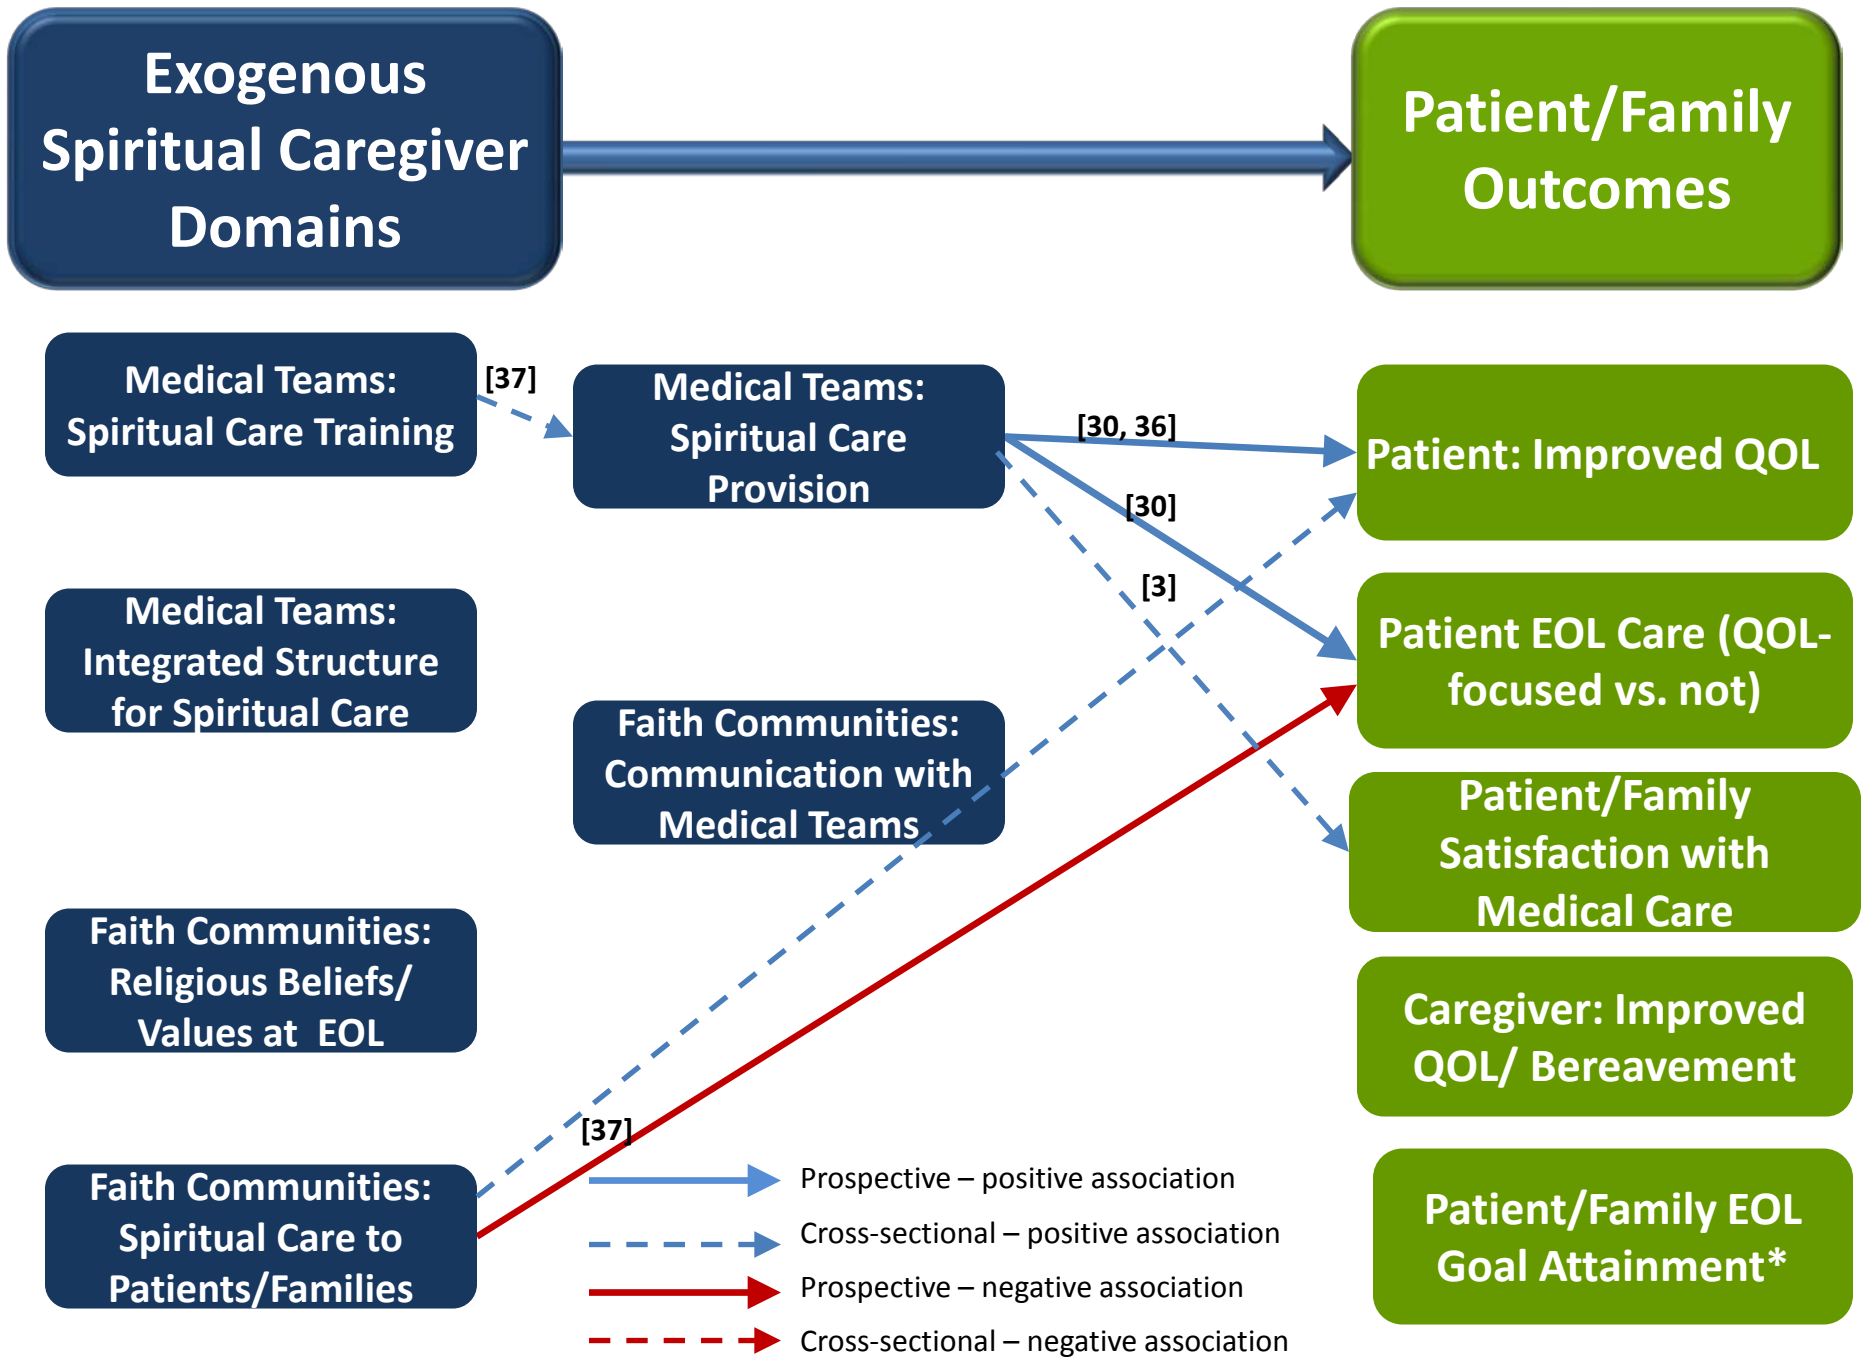 Exogenous
Spiritual Caregiver
Domains
Patient/Family
Outcomes
Medical Teams:
Spiritual Care Training
[37]
Medical Teams:
Spiritual Care
Provision
[30, 36]
[30]
[3]
Patient: Improved QOL
Medical Teams:
Integrated Structure
for Spiritual Care
Patient EOL Care (QOL-
focused vs. not)
Faith Communities:
Communication with
Medical Teams
Patient/Family
Satisfaction with
Medical Care
Faith Communities:
Religious Beliefs/
Values at  EOL
Caregiver: Improved
QOL/ Bereavement
Faith Communities:
Spiritual Care to
Patients/Families
[37]
Patient/Family EOL
Goal Attainment*
Prospective – positive association
Cross-sectional – positive association
Prospective – negative association
Cross-sectional – negative association